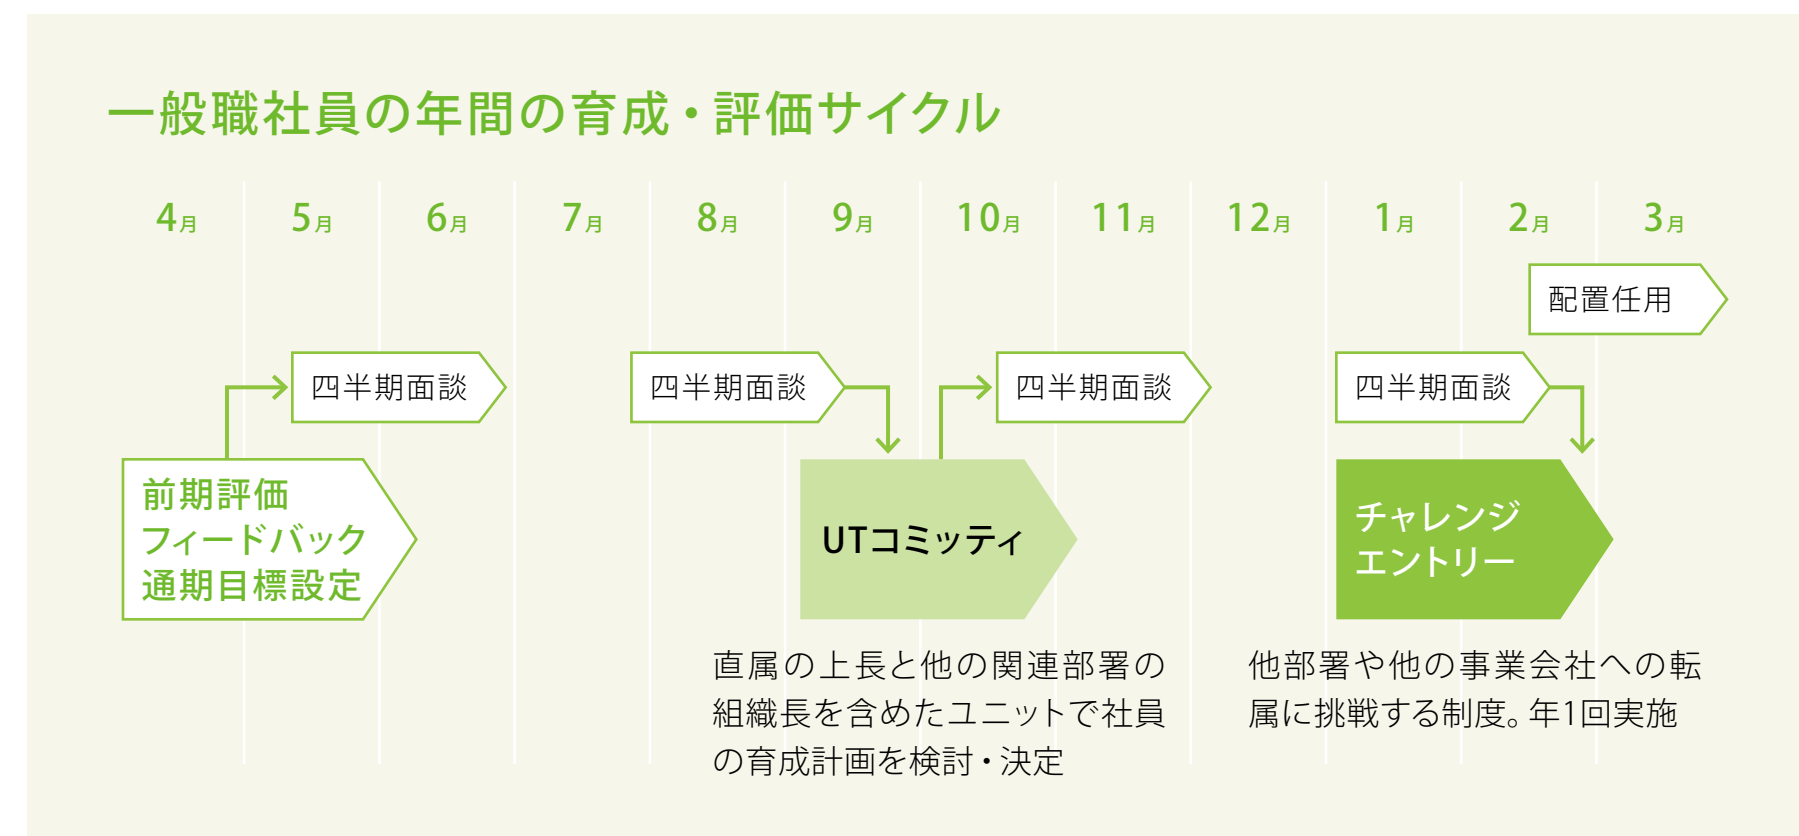 一般職社員の年間の育成・評価サイクル
4月 5月 6月 7月 8月 9月 10月 11月 12月 1月 2月 3月
配置任用
四半期面談 四半期面談 四半期面談 四半期面談
前期評価
フィードバック
通期目標設定
UTコミッティ
チャレンジ
エントリー
直属の上長と他の関連部署の
組織長を含めたユニットで社員
の育成計画を検討・決定
他部署や他の事業会社への転
属に挑戦する制度。年1回実施